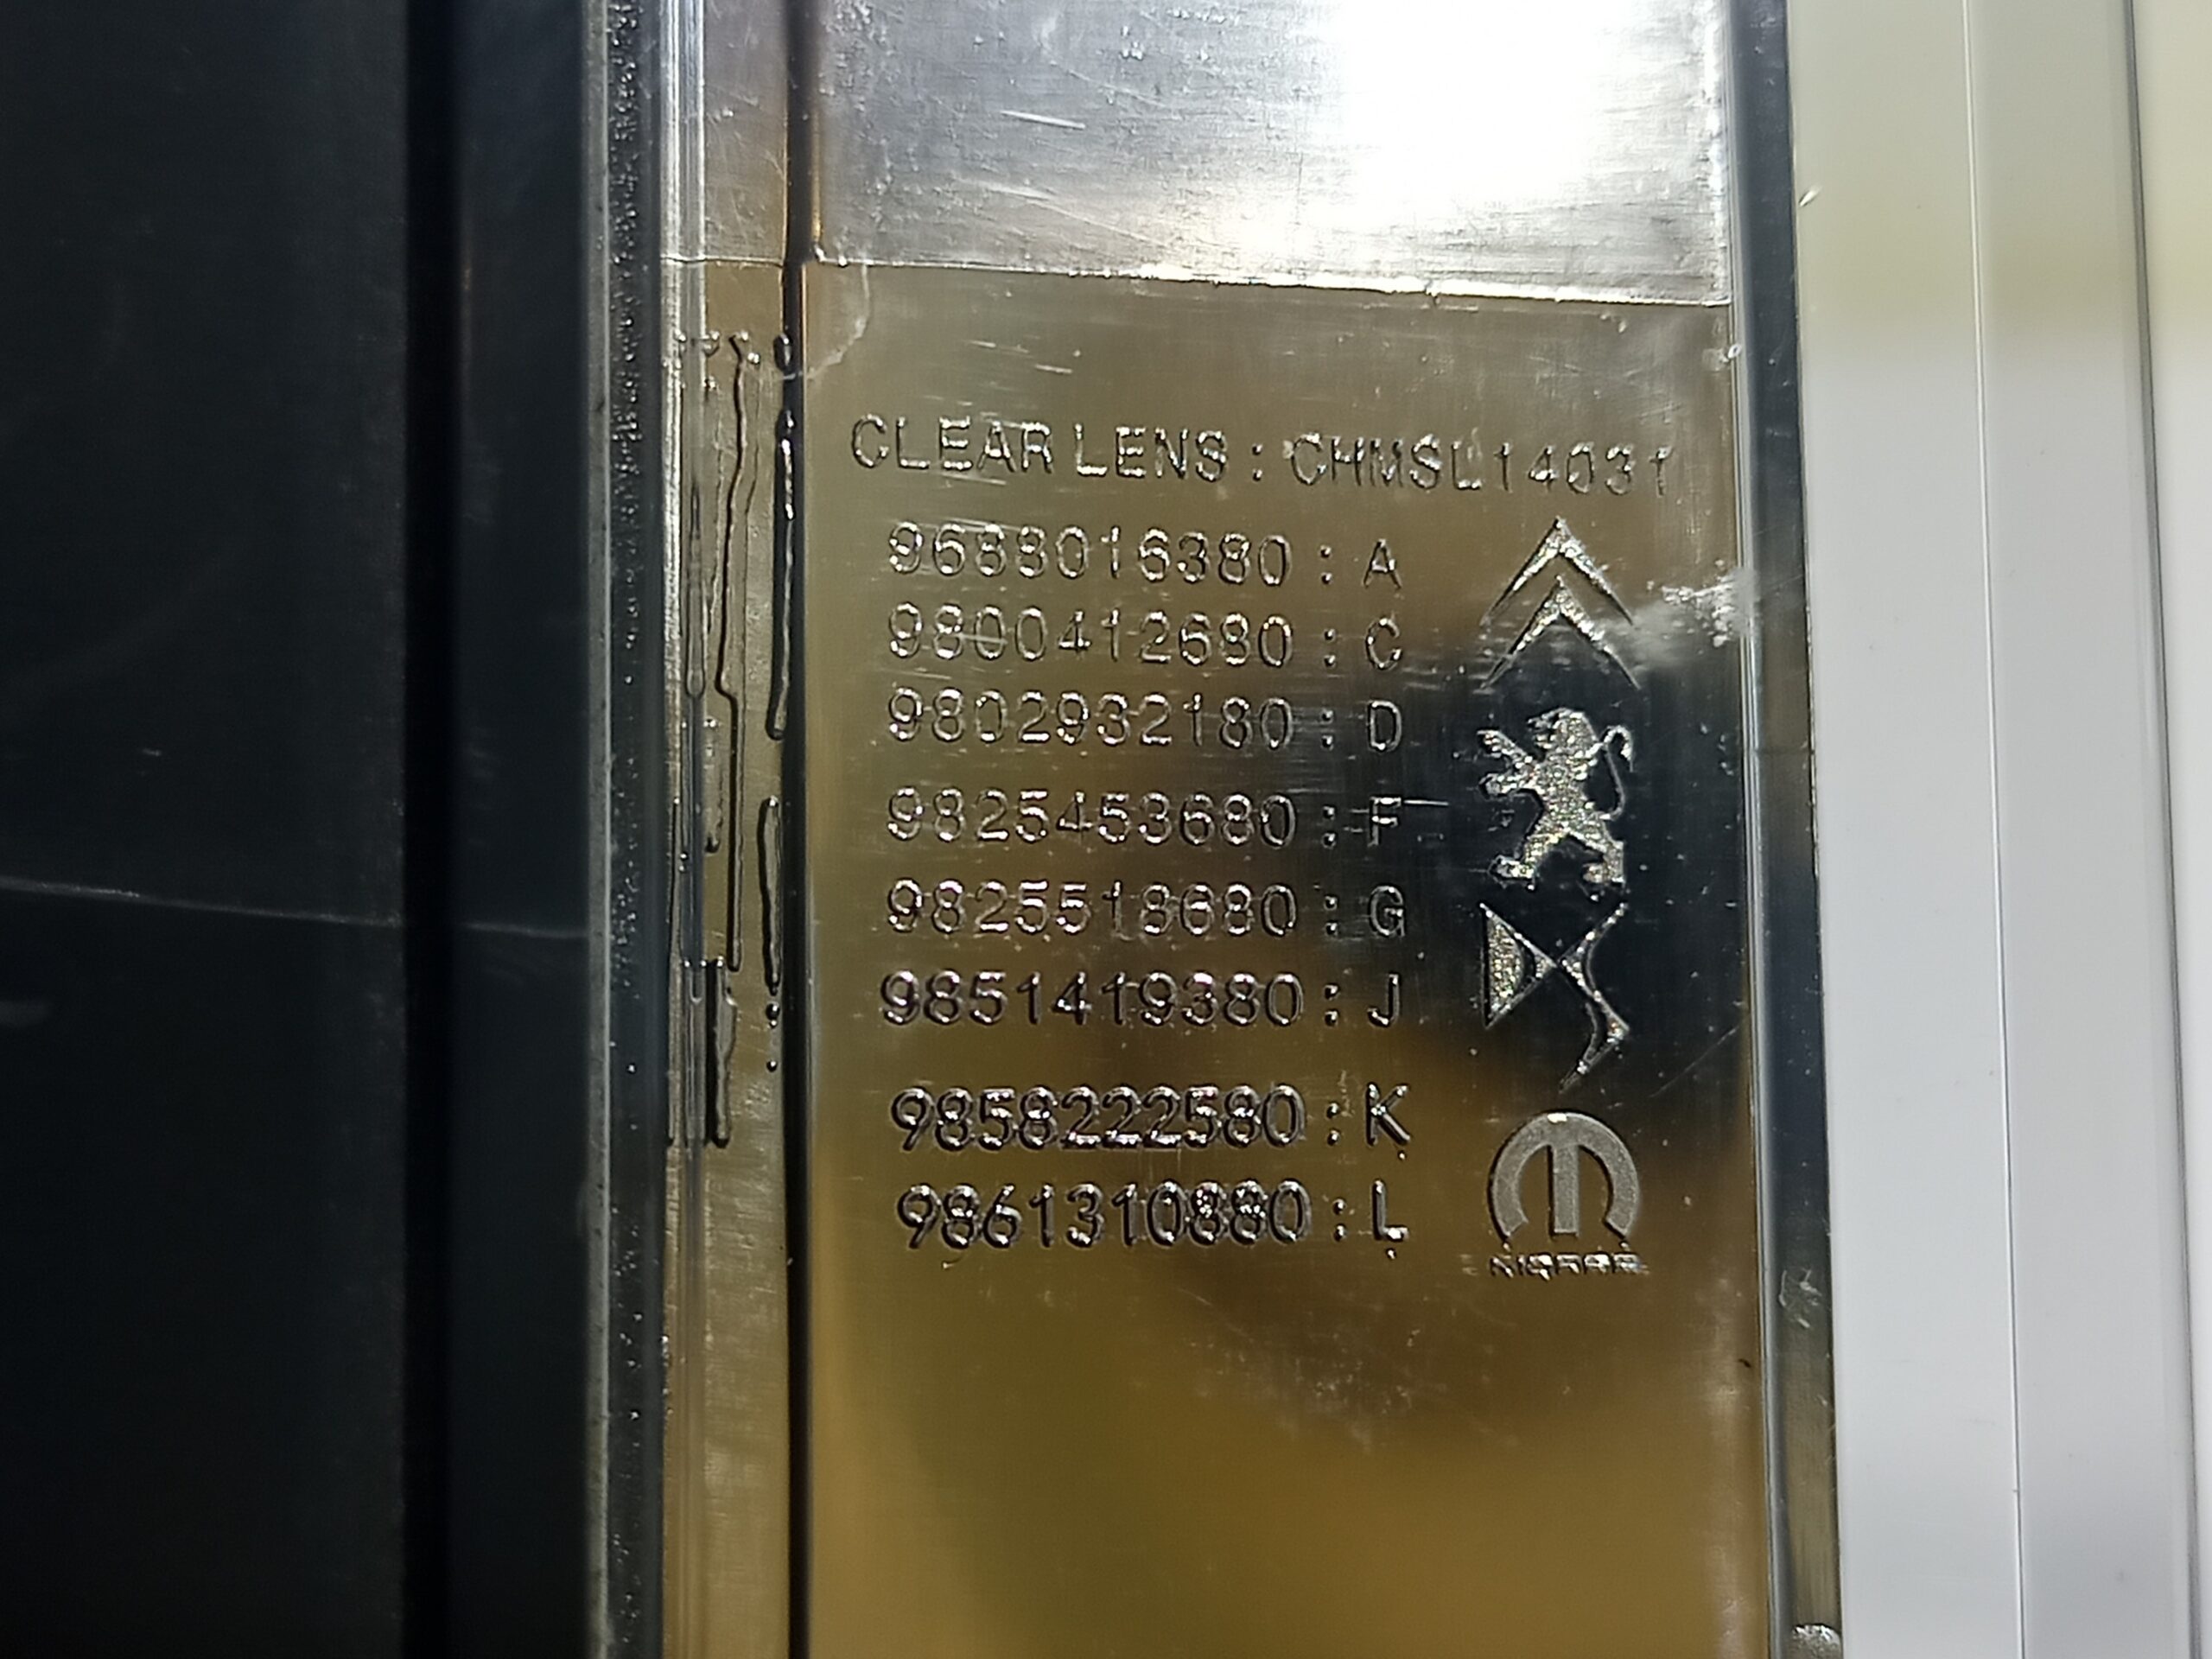 CLEAR LENS : CHMSL14031
9688016380 : A
9800412680 : C
9802932180 : D
9825453680 : F
9825518680 : G
9851419380 : J
9858222580 : K
9861310880 : L